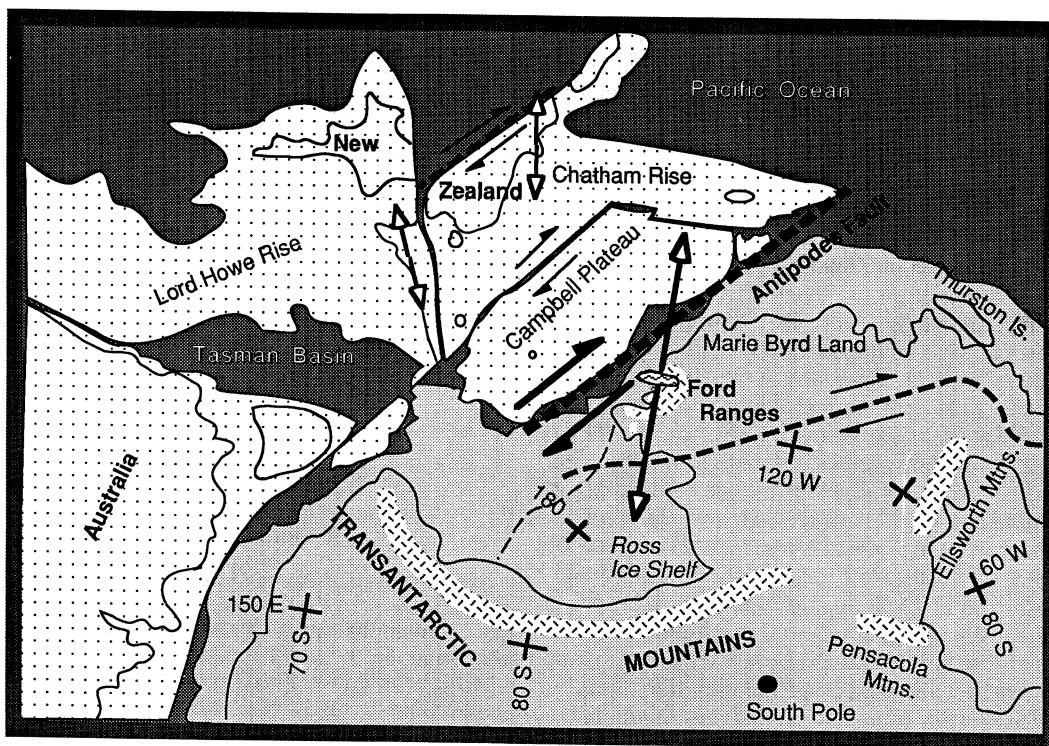 Pacific Ocean
New
Zealand
Chatham Rise
Lord Howe Rise
Campbell Plateau
Antipodes Fault
Thurston Is.
Tasman Basin
Marie Byrd Land
Ford
Ranges
120 W
180
Ross
Ice Shelf
Ellsworth Mtns.
60 W
80 S
Australia
TRANSANTARCTIC
MOUNTAINS
150 E
70 S
80 S
Pensacola
Mtns.
South Pole